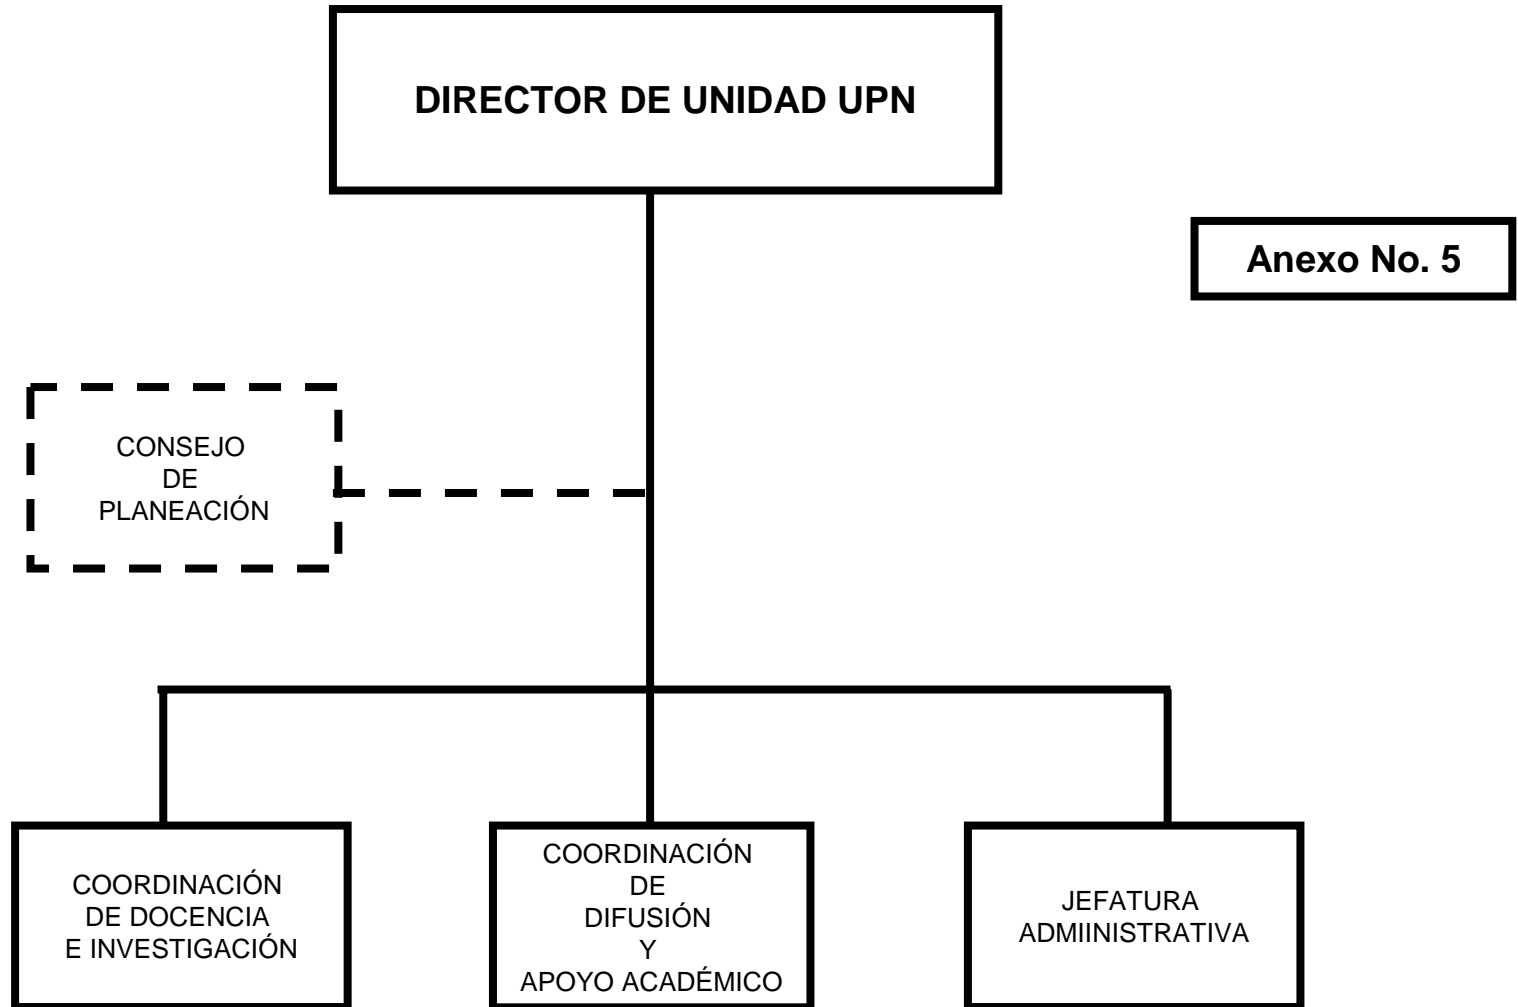 DIRECTOR DE UNIDAD UPN
Anexo No. 5
CONSEJO
DE
PLANEACIÓN
COORDINACIÓN
DE DOCENCIA
E INVESTIGACIÓN
COORDINACIÓN
DE
DIFUSIÓN
Y
APOYO ACADÉMICO
JEFATURA
ADMIINISTRATIVA